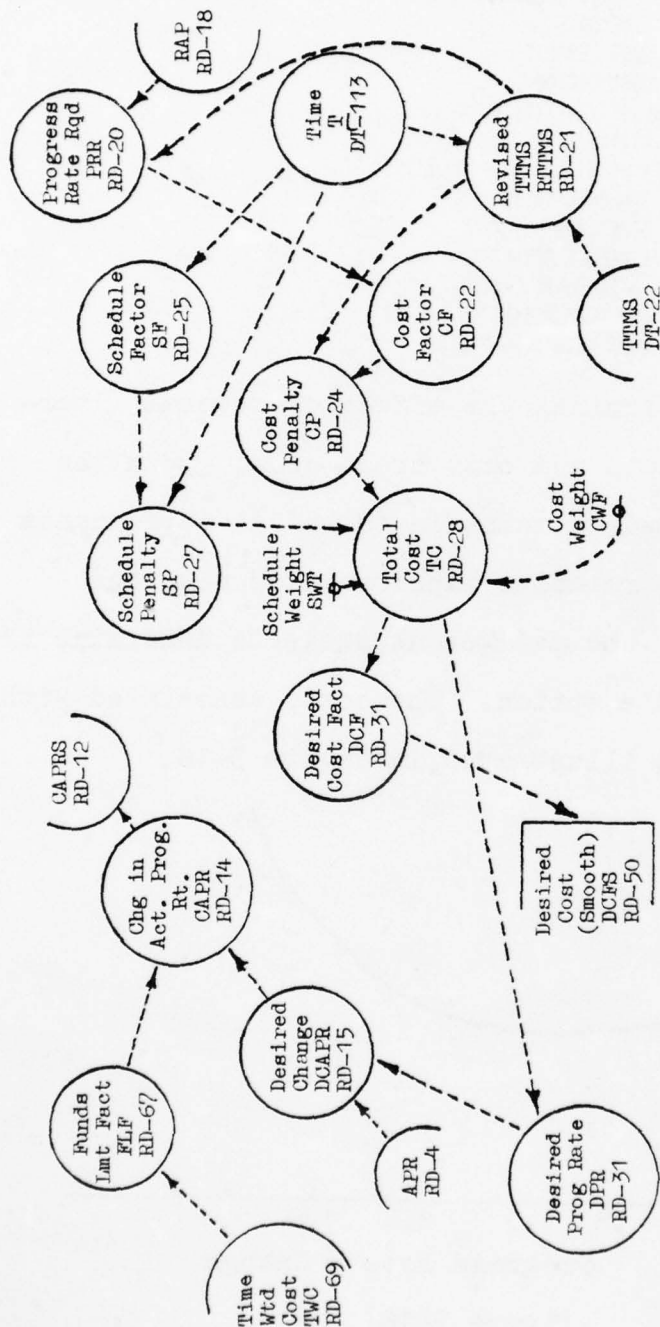 RAP
RD-18
Progress
Rate Rqd
PRR
RD-20
Time
T
DT-113
Revised
TTMS
RTTMS
RD-21
Schedule
Factor
SF
RD-25
Cost
Factor
CF
RD-22
TTMS
DT-22
Cost
Penalty
CP
RD-24
Schedule
Penalty
SP
RD-27
Schedule
Weight
SWT
Total
Cost
TC
RD-28
Cost
Weight
CWF
Desired
Cost Fact
DCF
RD-31
CAPRS
RD-12
Chg in
Act. Prog.
Rt.
CAPR
RD-14
Desired
Cost
(Smooth)
DCFS
RD-50
Funds
Lmt Fact
FLF
RD-67
Desired
Change
DCAPR
RD-15
APR
RD-4
Desired
Prog Rate
DPR
RD-31
Time
Wtd
Cost
TWC
RD-69